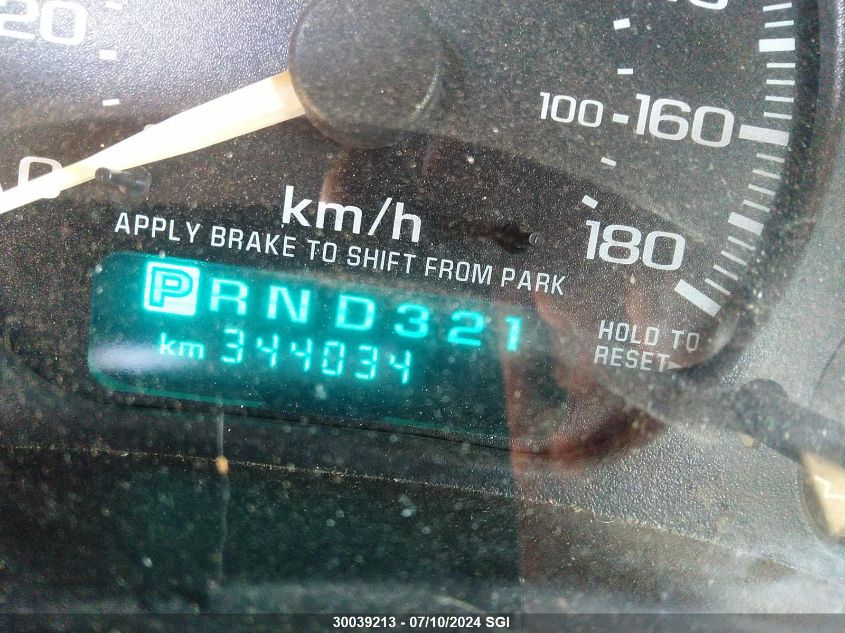 20
100 160
0
km/h
180
APPLY BRAKE TO SHIFT FROM PARK
PRND321
km 344034
HOLD TO
RESET
30039213 - 07/10/2024 SGI